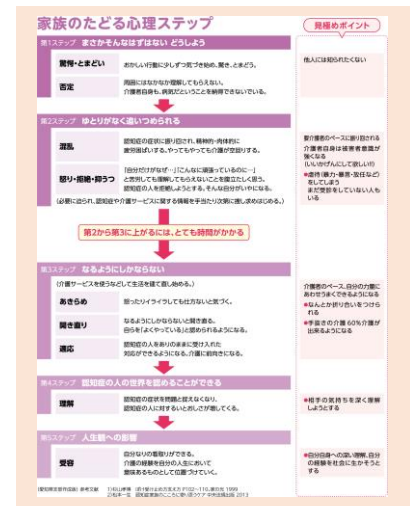 家族のたどる心理ステップ
見極めポイント
第1ステップ まさかそんなはずはない どうしよう
驚愕・とまどい
おかしい行動に少しずつ気づき始め、驚き、とまどう。
否定
周囲にはなかなか理解してもらえない。
介護者自身も、病気だということを納得できないでいる。
他人には知られたくない
第2ステップ ゆとりがなく追いつめられる
混乱
認知症の症状に振り回され、精神的・肉体的に
疲労困ぱいする。やってもやっても介護が空回りする。
怒り・拒絶・抑うつ
「自分だけがなぜ…」「こんなに頑張っているのに…」
と苦労しても理解してもらえないことを腹立たしく思う。
認知症の人を拒絶しようとする。そんな自分がいやになる。
(必要に迫られ、認知症や介護サービスに関する情報を手当たり次第に探し求めはじめる。)
要介護者のペースに振り回される
介護者自身は被害者意識が
強くなる
(いいかげんにして欲しい!!)
●虐待(暴力・暴言・放任など)
をしてしまう
まだ受診をしていない人も
いる
第2から第3に上がるには、とても時間がかかる
第3ステップ なるようにしかならない
(介護サービスを使うなどして生活を建て直し始める。)
あきらめ
怒ったりイライラしても仕方ないと気づく。
開き直り
なるようにしかならないと開き直る。
自らを「よくやっている」と認められるようになる。
適応
認知症の人をありのままに受け入れた
対応ができるようになる。介護に前向きになる。
介護者のペース、自分の力量に
あわせうまくできるようになる
●なんとか折り合いをつけら
れる
●手抜きの介護60%介護が
出来るようになる
第4ステップ 認知症の人の世界を認めることができる
理解
認知症の症状を問題と捉えなくなり、
認知症の人に対するいとおしさが増してくる。
●相手の気持ちを深く理解
しようとする
第5ステップ 人生観への影響
受容
自分なりの看取りができる。
介護の経験を自分の人生において
意味あるものとして位置づけていく。
●自分自身への深い理解、自分
の経験を社会に生かそうと
する
参考文献